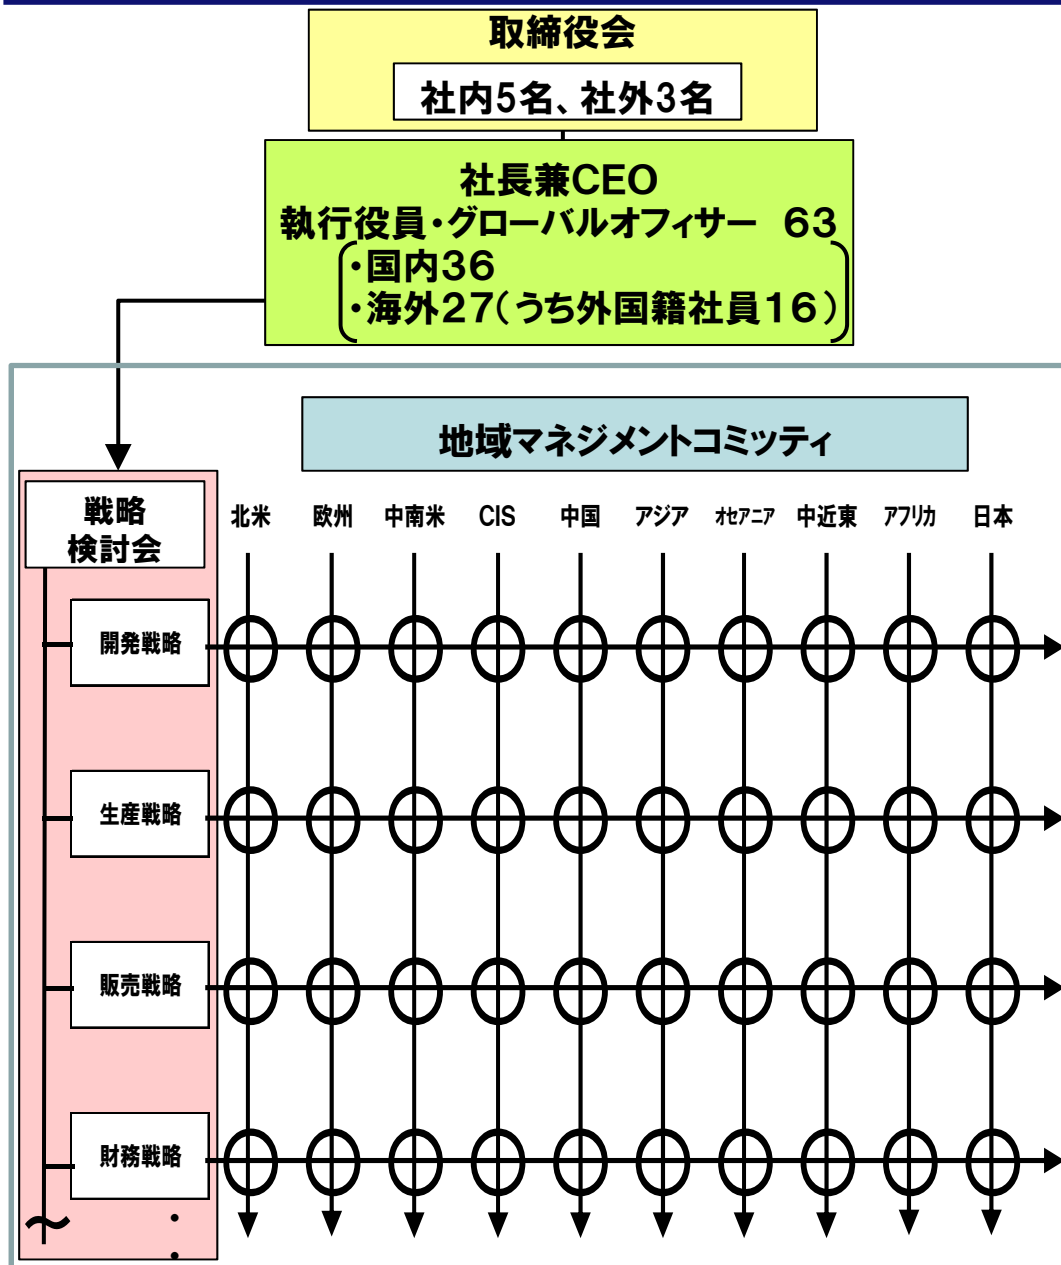 取締役会
社内5名、社外3名
社長兼CEO
執行役員・グローバルオフィサー 63
・国内36
・海外27(うち外国籍社員16)
地域マネジメントコミッティ
戦略
検討会
北米 欧州 中南米 CIS 中国 アジア オセアニア 中近東 アフリカ 日本
開発戦略
生産戦略
販売戦略
財務戦略